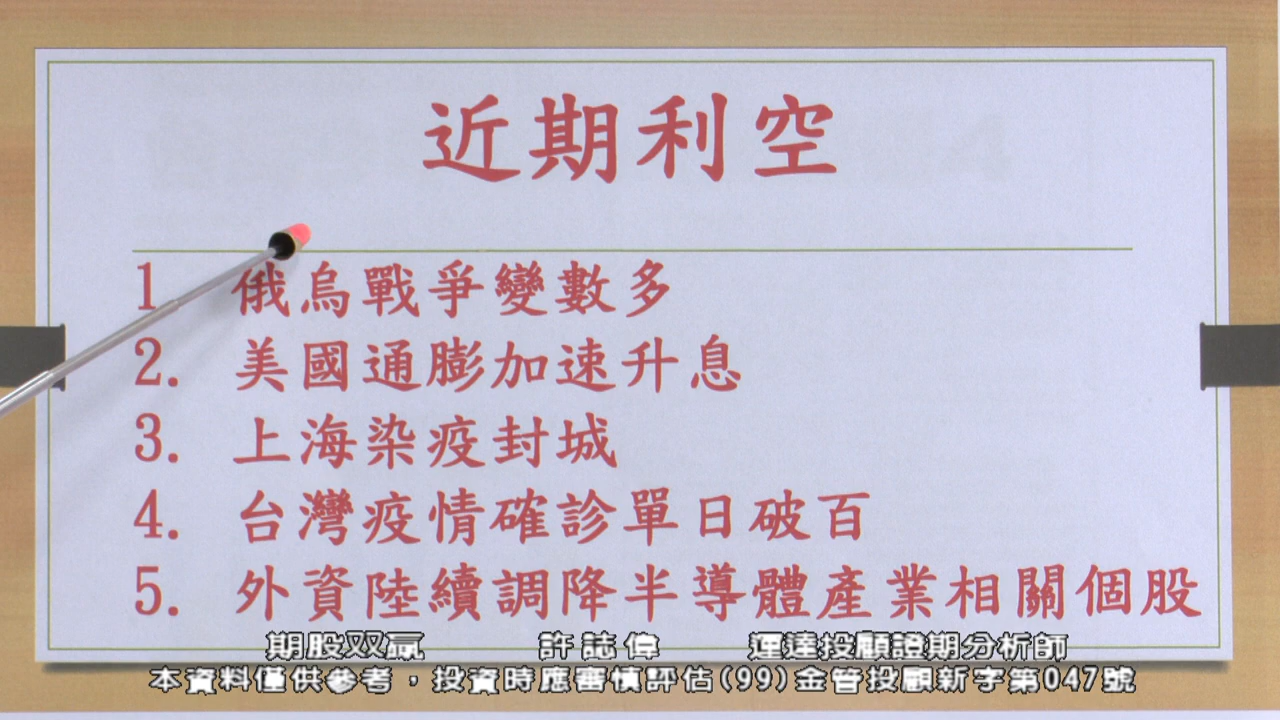 近期利空
1. 俄烏戰爭變數多
2. 美國通膨加速升息
3. 上海染疫封城
4. 台灣疫情確診單日破百
5. 外資陸續調降半導體產業相關個股
期股双贏 許誌偉 運達投顧證期分析師
本資料僅供參考，投資時應審慎評估(99)金管投顧新字第047號